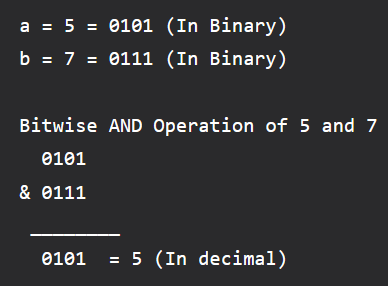 a = 5 = 0101 (In Binary)
b = 7 = 0111 (In Binary)
Bitwise AND Operation of 5 and 7
0101
& 0111
________
0101 = 5 (In decimal)